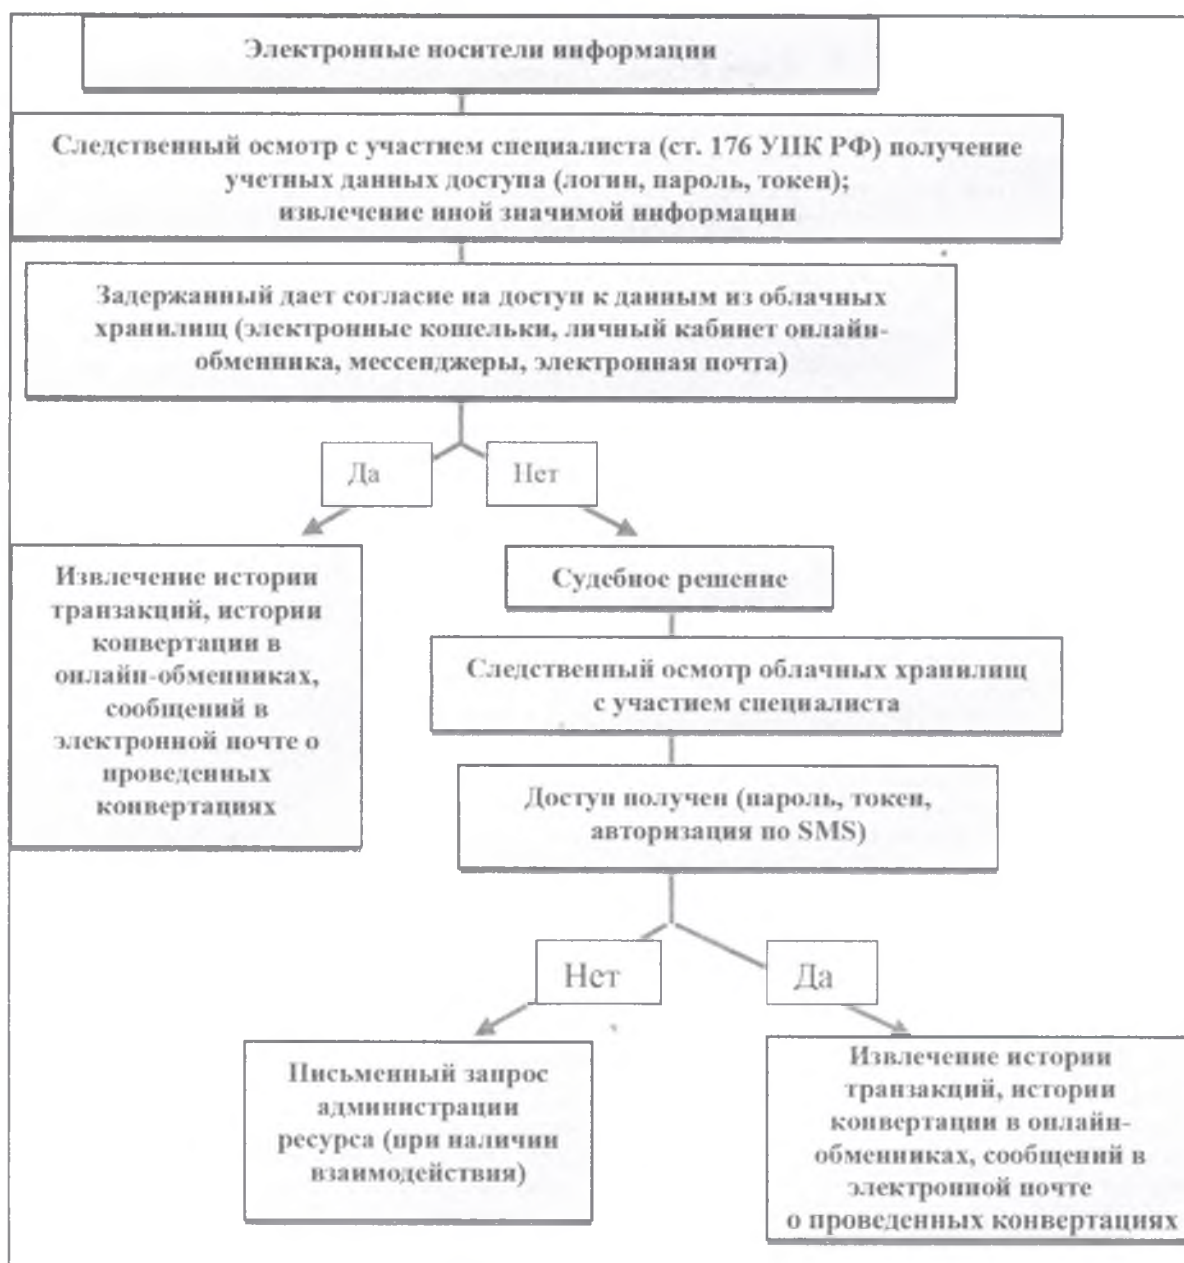 Электронные носители информации
Следственный осмотр с участием специалиста (ст. 176 УПК РФ) получение
учетных данных доступа (логин, пароль, токен);
извлечение иной значимой информации
Задержанный дает согласие на доступ к данным из облачных
хранилищ (электронные кошельки, личный кабинет онлайн-
обменника, мессенджеры, электронная почта)
Да
Нет
Извлечение истории
транзакций, истории
конвертации в
онлайн-обменниках,
сообщений в
электронной почте о
проведенных
конвертациях
Судебное решение
Следственный осмотр облачных хранилищ
с участием специалиста
Доступ получен (пароль, токен,
авторизация по SMS)
Нет
Да
Письменный запрос
администрации
ресурса (при наличии
взаимодействия)
Извлечение истории
транзакций, истории
конвертации в онлайн-
обменниках, сообщений в
электронной почте
о проведенных конвертациях